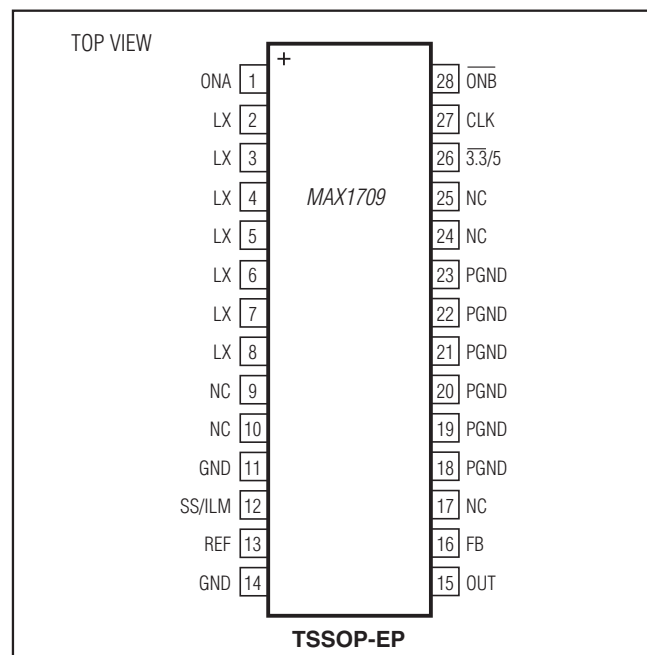 TOP VIEW
+
ONA 1 28 O̅N̅B̅
LX 2 27 CLK
LX 3 26 3̅.3̅/5
LX 4 MAX1709 25 NC
LX 5 24 NC
LX 6 23 PGND
LX 7 22 PGND
LX 8 21 PGND
NC 9 20 PGND
NC 10 19 PGND
GND 11 18 PGND
SS/ILM 12 17 NC
REF 13 16 FB
GND 14 15 OUT
TSSOP-EP